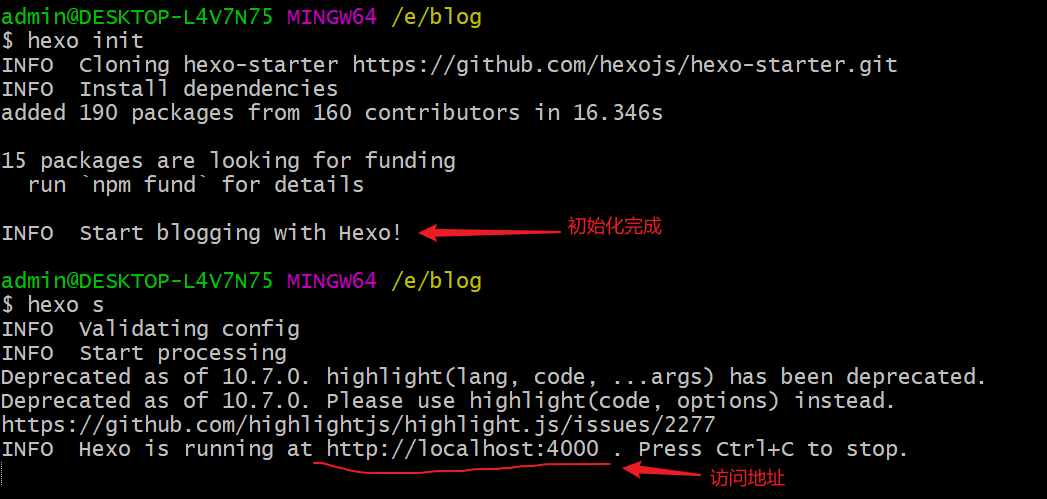 admin@DESKTOP-L4V7N75 MINGW64 /e/blog
$ hexo init
INFO  Cloning hexo-starter https://github.com/hexojs/hexo-starter.git
INFO  Install dependencies
added 190 packages from 160 contributors in 16.346s
15 packages are looking for funding
  run `npm fund` for details
INFO  Start blogging with Hexo! 初始化完成
admin@DESKTOP-L4V7N75 MINGW64 /e/blog
$ hexo s
INFO  Validating config
INFO  Start processing
Deprecated as of 10.7.0. highlight(lang, code, ...args) has been deprecated.
Deprecated as of 10.7.0. Please use highlight(code, options) instead.
https://github.com/highlightjs/highlight.js/issues/2277
INFO  Hexo is running at http://localhost:4000 . Press Ctrl+C to stop.
访问地址